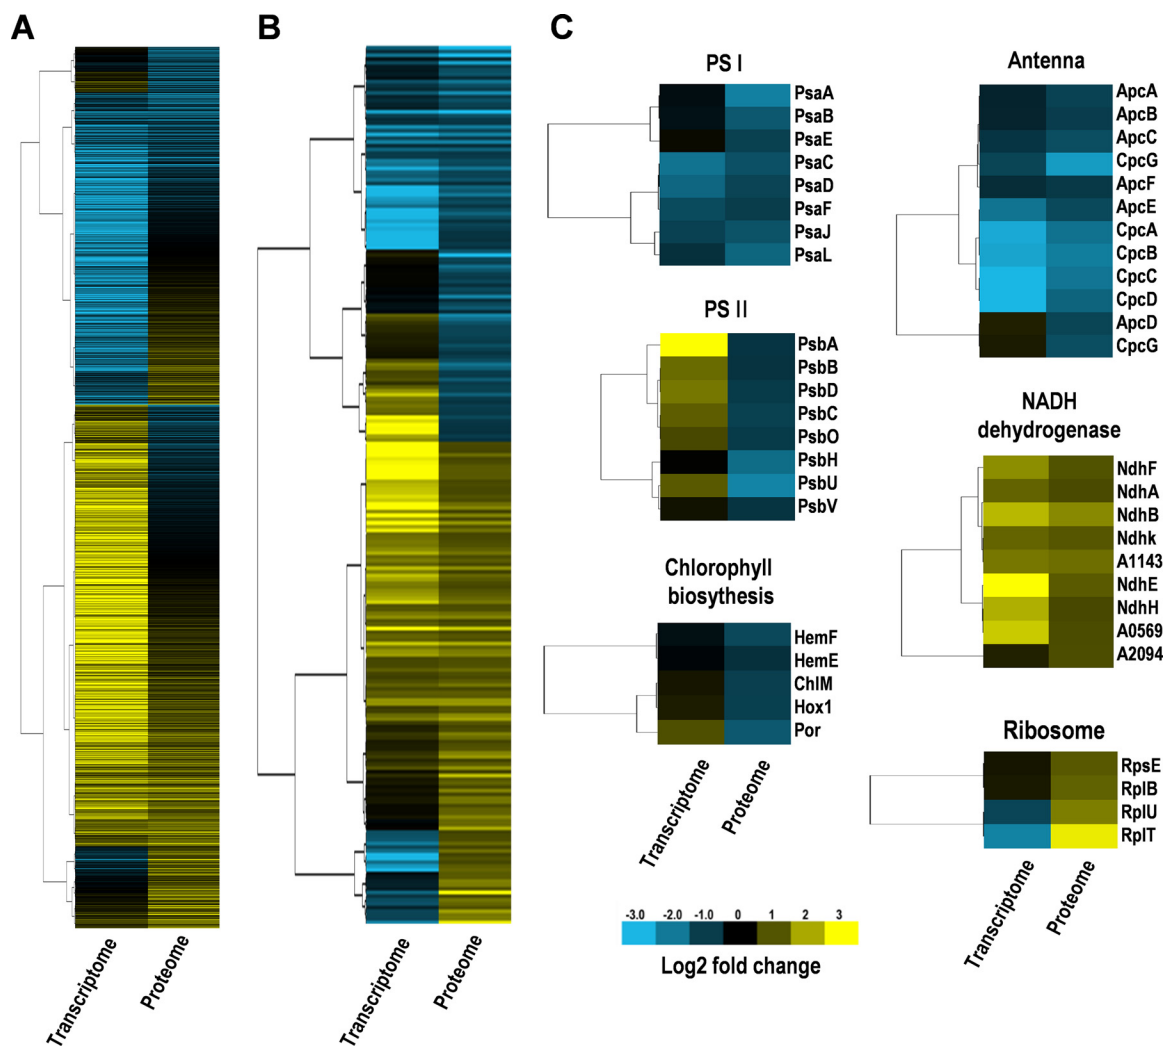 A
B
C
PS I
PsaA
PsaB
PsaE
PsaC
PsaD
PsaF
PsaJ
PsaL
PS II
PsbA
PsbB
PsbD
PsbC
PsbO
PsbH
PsbU
PsbV
Chlorophyll
biosythesis
HemF
HemE
ChlM
Hox1
Por
Transcriptome
Proteome
Antenna
ApcA
ApcB
ApcC
CpcG
ApcF
ApcE
CpcA
CpcB
CpcC
CpcD
ApcD
CpcG
NADH
dehydrogenase
NdhF
NdhA
NdhB
Ndhk
A1143
NdhE
NdhH
A0569
A2094
Ribosome
RpsE
RplB
RplU
RplT
Transcriptome
Proteome
-3.0 -2.0 -1.0 0 1 2 3
Log2 fold change
Transcriptome
Proteome
Transcriptome
Proteome